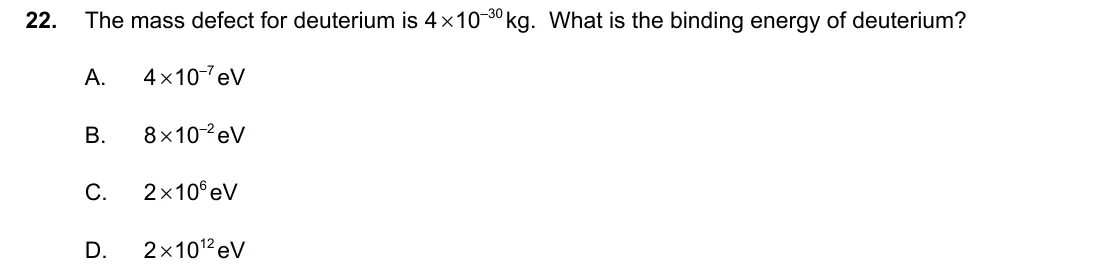 22. The mass defect for deuterium is 4×10⁻³⁰ kg. What is the binding energy of deuterium?
A. 4×10⁻⁷ eV
B. 8×10⁻² eV
C. 2×10⁶ eV
D. 2×10¹² eV